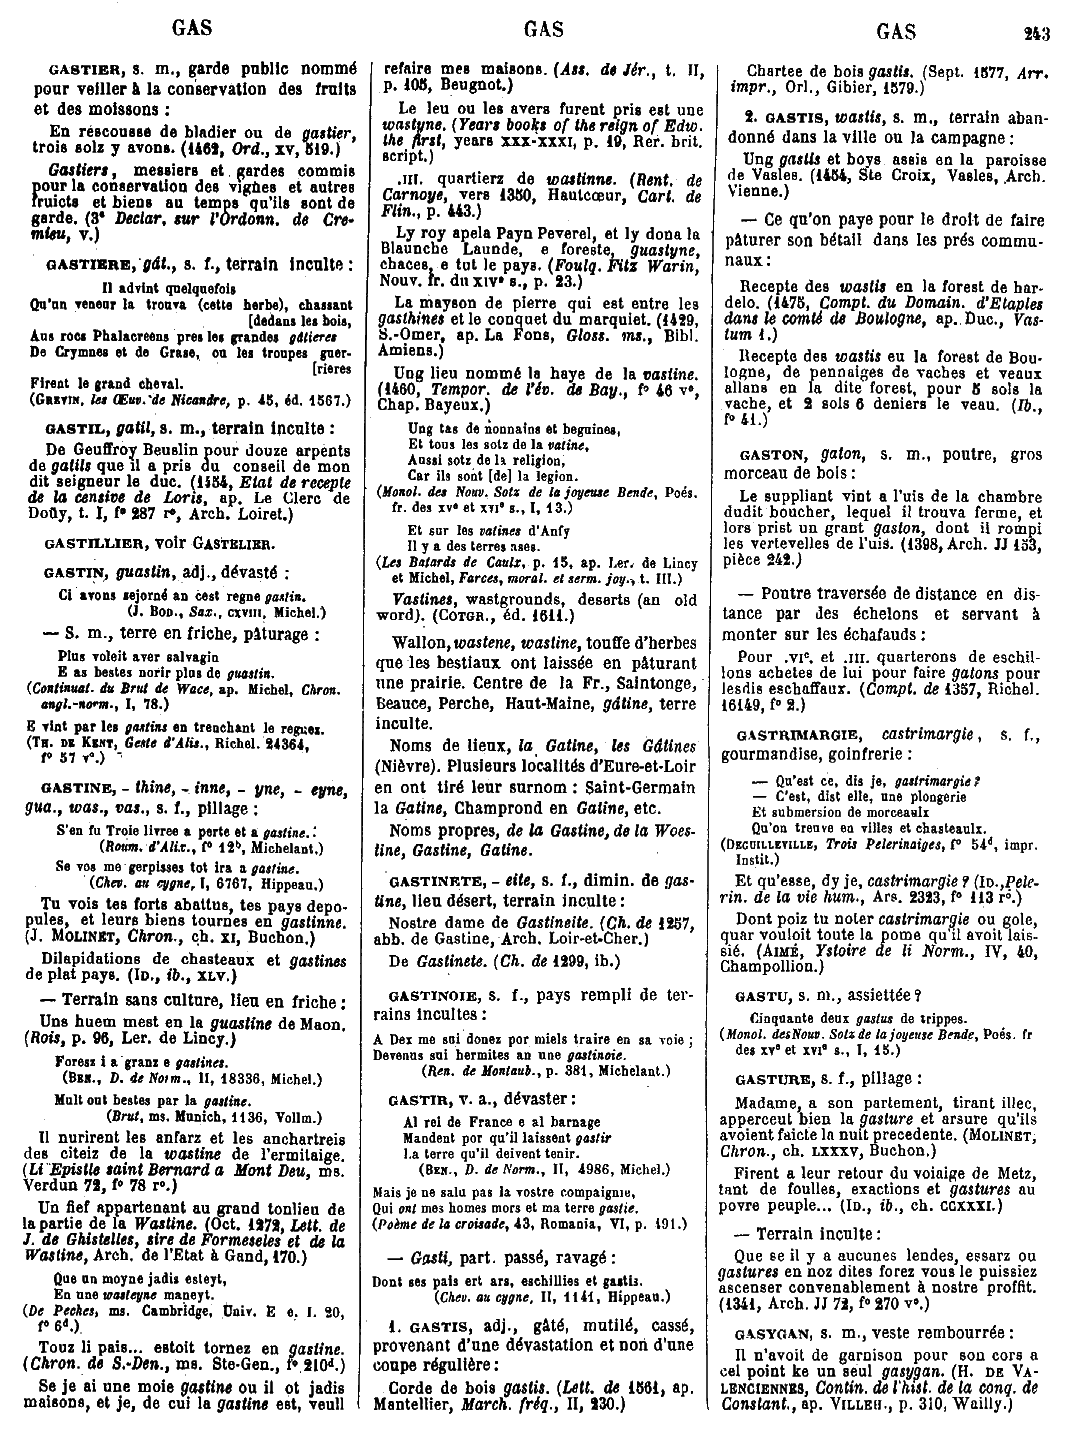 GAS GAS GAS 243
GASTIER, s. m., garde public nommé
pour veiller à la conservation des fruits
et des moissons :
En rescousse de bladier ou de gastier,
trois solz y avons. (1462, Ord., XV, 519.)
Gastiers, messiers et gardes commis
pour la conservation des vignes et autres
fruicts et biens au temps qu'ils sont de
garde. (3e Declar. sur l'Ordonn. de Cre-
mieu, V.)
GASTIERE, gât., s. f., terrain inculte :
Il advint quelquefois
Qu'un veneur la trouva (cette herbe), chassant
[dedans les bois,
Aus rocs Phalacreens pres les grandes gâtieres
De Crymnes et de Grase, ou les troupes guer-
[rieres
Firent le grand cheval.
(GREVIN, les Œuv. de Nicandre, p. 45, éd. 1567.)
GASTIL, gatil, s. m., terrain inculte :
De Geuffroy Beuslin pour douze arpents
de gatils que il a pris du conseil de mon
dit seigneur le duc. (1554, Etat de recepte
de la censive de Loris, ap. Le Clerc de
Douy, t. I, f° 287 r°, Arch. Loiret.)
GASTILLIER, voir GASTELIER.
GASTIN, guastin, adj., dévasté :
Ci avons sejorné an cest regne gastin.
(J. BOD., Sax., CXVIII, Michel.)
— S. m., terre en friche, pâturage :
Plus voleit aver salvagin
E as bestes norir plus de guastin.
(Continuat. du Brut de Wace, ap. Michel, Chron.
angl.-norm., I, 78.)
E vint par les gastins en trenchant le regnez.
(TH. DE KENT, Geste d'Alis., Richel. 24364,
f° 57 v°.)
GASTINE, - thine, - inne, - yne, - eyne,
gua., was., vas., s. f., pillage :
S'en fu Troie livree a perte et a gastine.
(Roum. d'Alix., f° 12b, Michelant.)
Se vos me gerpisses tot ira a gastine.
(Chev. au cygne, I, 6767, Hippeau.)
Tu vois tes forts abattus, tes pays depo-
pules, et leurs biens tournes en gastinne.
(J. MOLINET, Chron., ch. XI, Buchon.)
Dilapidations de chasteaux et gastines
de plat pays. (ID., ib., XLV.)
— Terrain sans culture, lieu en friche :
Uns huem mest en la guastine de Maon.
(Rois, p. 96, Ler. de Lincy.)
Foresz i a granz e gastines.
(BEN., D. de Norm., II, 18336, Michel.)
Mult out bestes par la gastine.
(Brut, ms. Munich, 1136, Vollm.)
Il nurirent les anfarz et les anchartreis
des citeiz de la wastine de l'ermitaige.
(Li Epistle saint Bernard a Mont Deu, ms.
Verdun 72, f° 78 r°.)
Un fief appartenant au grand tonlieu de
la partie de la Wastine. (Oct. 1272, Lett. de
J. de Ghistelles, sire de Formeseles et de la
Wastine, Arch. de l'Etat à Gand, 170.)
Que un moyne jadis esteyt,
En une wasteyne maneyt.
(De Peches, ms. Cambridge, Univ. E e. I. 20,
f° 6d.)
Touz li pais... estoit tornez en gastine.
(Chron. de S.-Den., ms. Ste-Gen., f° 210d.)
Se je ai une moie gastine ou il ot jadis
maisons, et je, de cui la gastine est, veull
refaire mes maisons. (Ass. de Jér., t. II,
p. 105, Beugnot.)
Le leu ou les avers furent pris est une
wastyne. (Years books of the reign of Edw.
the first, years XXX-XXXI, p. 19, Rer. brit.
script.)
.III. quartierz de wastinne. (Rent. de
Carnoye, vers 1350, Hautcœur, Cart. de
Flin., p. 443.)
Ly roy apela Payn Peverel, et ly dona la
Blaunche Launde, e foreste, guastyne,
chaces, e tot le pays. (Foulq. Fitz Warin,
Nouv. fr. du XIVe s., p. 23.)
La mayson de pierre qui est entre les
gasthines et le conquet du marquiet. (1429,
S.-Omer, ap. La Fons, Gloss. ms., Bibl.
Amiens.)
Ung lieu nommé la haye de la vastine.
(1460, Tempor. de l'év. de Bay., f° 46 v°,
Chap. Bayeux.)
Ung tas de nonnains et beguines,
Et tous les sotz de la vatine,
Aussi sotz de la religion,
Car ils sont [de] la legion.
(Monol. des Nouv. Sotz de la joyeuse Bende, Poés.
fr. des XVe et XVIe s., I, 13.)
Et sur les vatines d'Anfy
Il y a des terres ases.
(Les Batards de Caulx, p. 15, ap. Ler. de Lincy
et Michel, Farces, moral. et serm. joy., t. III.)
Vastines, wastgrounds, deserts (an old
word). (COTGR., éd. 1611.)
Wallon, wastene, wastine, touffe d'herbes
que les bestiaux ont laissée en pâturant
une prairie. Centre de la Fr., Saintonge,
Beauce, Perche, Haut-Maine, gâtine, terre
inculte.
Noms de lieux, la Gatine, les Gâtines
(Nièvre). Plusieurs localités d'Eure-et-Loir
en ont tiré leur surnom : Saint-Germain
la Gatine, Champrond en Gatine, etc.
Noms propres, de la Gastine, de la Woes-
tine, Gastine, Gatine.
GASTINETE, - eite, s. f., dimin. de gas-
tine, lieu désert, terrain inculte :
Nostre dame de Gastineite. (Ch. de 1257,
abb. de Gastine, Arch. Loir-et-Cher.)
De Gastinete. (Ch. de 1299, ib.)
GASTINOIE, s. f., pays rempli de ter-
rains incultes :
A Dex me sui donez por miels traire en sa voie ;
Devenus sui hermites an une gastinoie.
(Ren. de Montaub., p. 381, Michelant.)
GASTIR, v. a., dévaster :
Al rei de France e al barnage
Mandent por qu'il laissent gastir
La terre qu'il deivent tenir.
(BEN., D. de Norm., II, 4986, Michel.)
Mais je ne salu pas la vostre compaignie,
Qui ont mes homes mors et ma terre gastie.
(Poème de la croisade, 43, Romania, VI, p. 191.)
— Gasti, part. passé, ravagé :
Dont ses pais ert ars, eschillies et gastis.
(Chev. au cygne, II, 1141, Hippeau.)
1. GASTIS, adj., gâté, mutilé, cassé,
provenant d'une dévastation et non d'une
coupe régulière :
Corde de bois gastis. (Lett. de 1561, ap.
Mantellier, March. fréq., II, 230.)
Chartee de bois gastis. (Sept. 1577, Arr.
impr., Orl., Gibier, 1579.)
2. GASTIS, wastis, s. m., terrain aban-
donné dans la ville ou la campagne :
Ung gastis et boys assis en la paroisse
de Vasles. (1454, Ste Croix, Vasles, Arch.
Vienne.)
— Ce qu'on paye pour le droit de faire
pâturer son bétail dans les prés commu-
naux :
Recepte des wastis en la forest de har-
delo. (1475, Compt. du Domain. d'Etaples
dans le comté de Boulogne, ap. Duc., Vas-
tum 1.)
Recepte des wastis eu la forest de Bou-
logne, de pennaiges de vaches et veaux
allans en la dite forest, pour 5 sols la
vache, et 2 sols 6 deniers le veau. (Ib.,
f° 41.)
GASTON, gaton, s. m., poutre, gros
morceau de bois :
Le suppliant vint a l'uis de la chambre
dudit boucher, lequel il trouva ferme, et
lors prist un grant gaston, dont il rompi
les vertevelles de l'uis. (1398, Arch. JJ 153,
pièce 242.)
— Poutre traversée de distance en dis-
tance par des échelons et servant à
monter sur les échafauds :
Pour .VIc. et .III. quarterons de eschil-
lons achetes de lui pour faire gatons pour
lesdis eschaffaux. (Compt. de 1357, Richel.
16149, f° 2.)
GASTRIMARGIE, castrimargie, s. f.,
gourmandise, goinfrerie :
— Qu'est ce, dis je, gastrimargie ?
— C'est, dist elle, une plongerie
Et submersion de morceaulx
Qu'on treuve en villes et chasteaulx.
(DEGUILLEVILLE, Trois Pelerinaiges, f° 54d, impr.
Instit.)
Et qu'esse, dy je, castrimargie ? (ID., Pele-
rin. de la vie hum., Ars. 2323, f° 113 r°.)
Dont poiz tu noter castrimargie ou gole,
quar vouloit toute la pome qu'il avoit lais-
sié. (AIMÉ, Ystoire de li Norm., IV, 40,
Champollion.)
GASTU, s. m., assiettée ?
Cinquante deux gastus de trippes.
(Monol. des Nouv. Sotz de la joyeuse Bende, Poés. fr
des XVe et XVIe s., I, 15.)
GASTURE, s. f., pillage :
Madame, a son partement, tirant illec,
apperceut bien la gasture et arsure qu'ils
avoient faicte la nuit precedente. (MOLINET,
Chron., ch. LXXXV, Buchon.)
Firent a leur retour du voiaige de Metz,
tant de foulles, exactions et gastures au
povre peuple... (ID., ib., ch. CCXXXI.)
— Terrain inculte :
Que se il y a aucunes lendes, essarz ou
gastures en noz dites forez vous le puissiez
ascenser convenablement à nostre proffit.
(1341, Arch. JJ 72, f° 270 v°.)
GASYGAN, s. m., veste rembourrée :
Il n'avoit de garnison pour son cors a
cel point ke un seul gasygan. (H. DE VA-
LENCIENNES, Contin. de l'hist. de la conq. de
Constant., ap. VILLEH., p. 310, Wailly.)